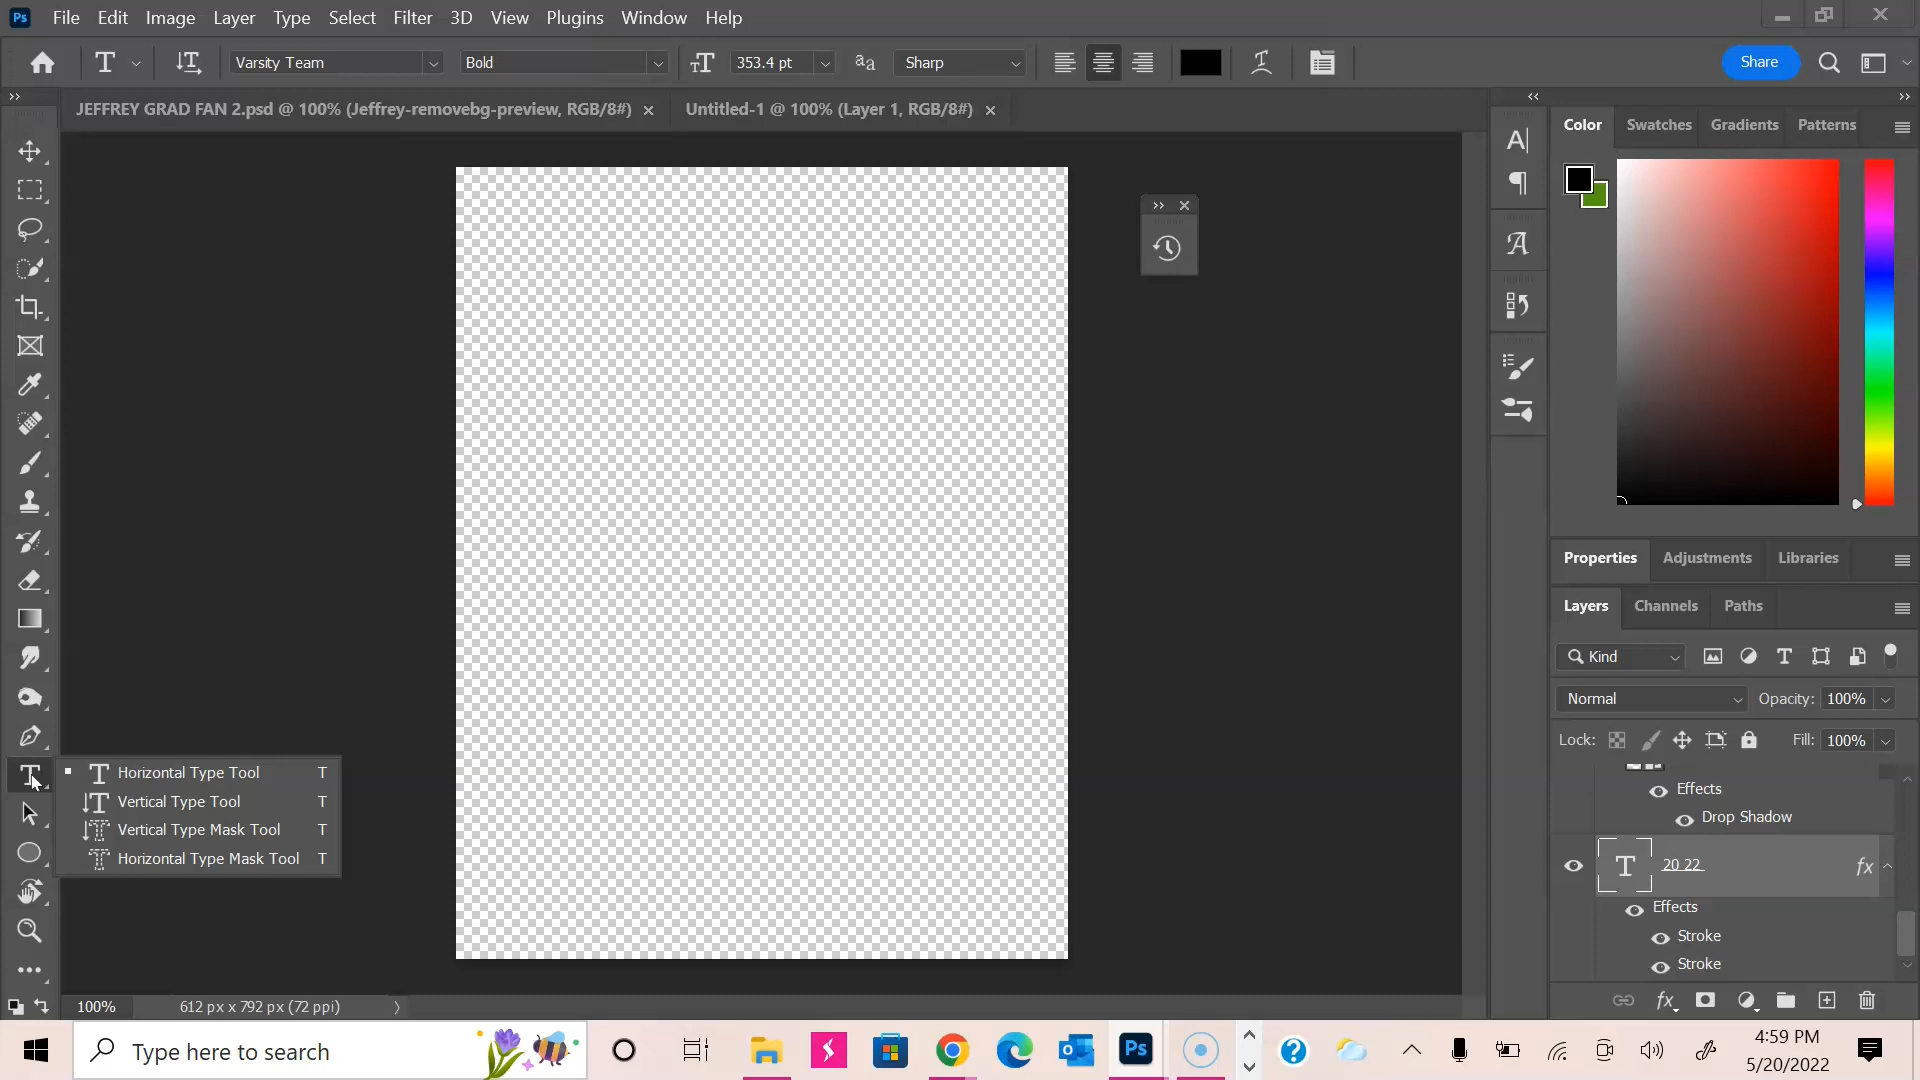 Ps File Edit Image Layer Type Select Filter 3D View Plugins Window Help
T Varsity Team Bold 353.4 pt aa Sharp Share
JEFFREY GRAD FAN 2.psd @ 100% (Jeffrey-removebg-preview, RGB/8#) Untitled-1 @ 100% (Layer 1, RGB/8#)
Color Swatches Gradients Patterns
Properties Adjustments Libraries
Layers Channels Paths
Kind
Normal Opacity: 100%
Lock: Fill: 100%
Effects
Drop Shadow
20 22 fx
Effects
Stroke
Stroke
fx
Horizontal Type Tool T
Vertical Type Tool T
Vertical Type Mask Tool T
Horizontal Type Mask Tool T
100% 612 px x 792 px (72 ppi)
Type here to search
Ps
4:59 PM
5/20/2022